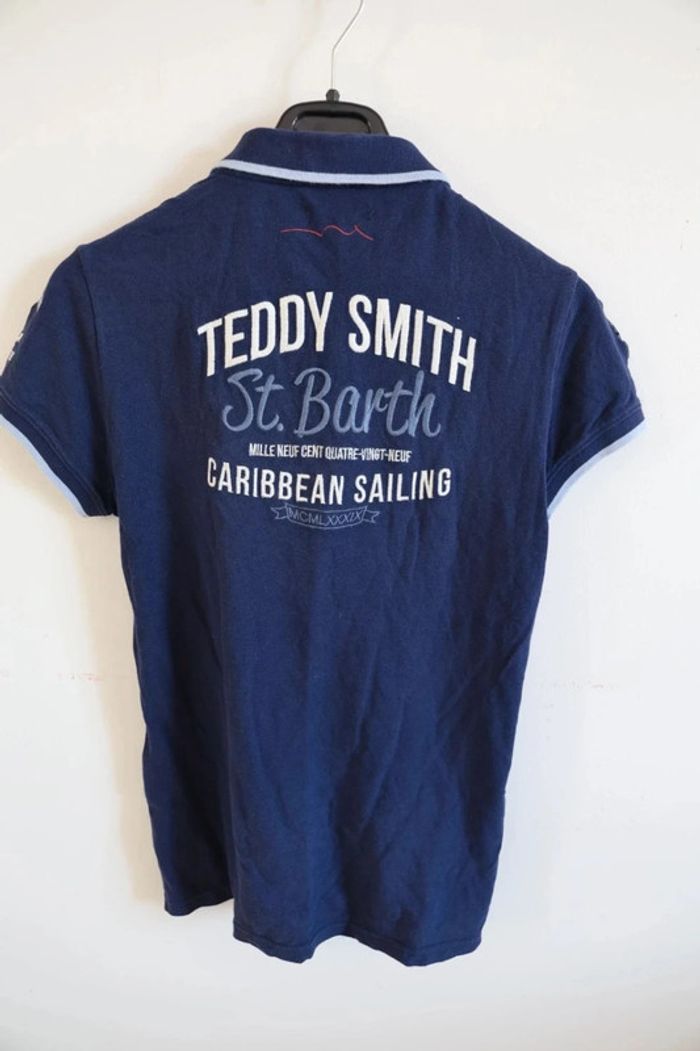 TEDDY SMITH
St. Barth
MILLE NEUF CENT QUATRE-VINGT-NEUF
CARIBBEAN SAILING
MCMLXXXIX